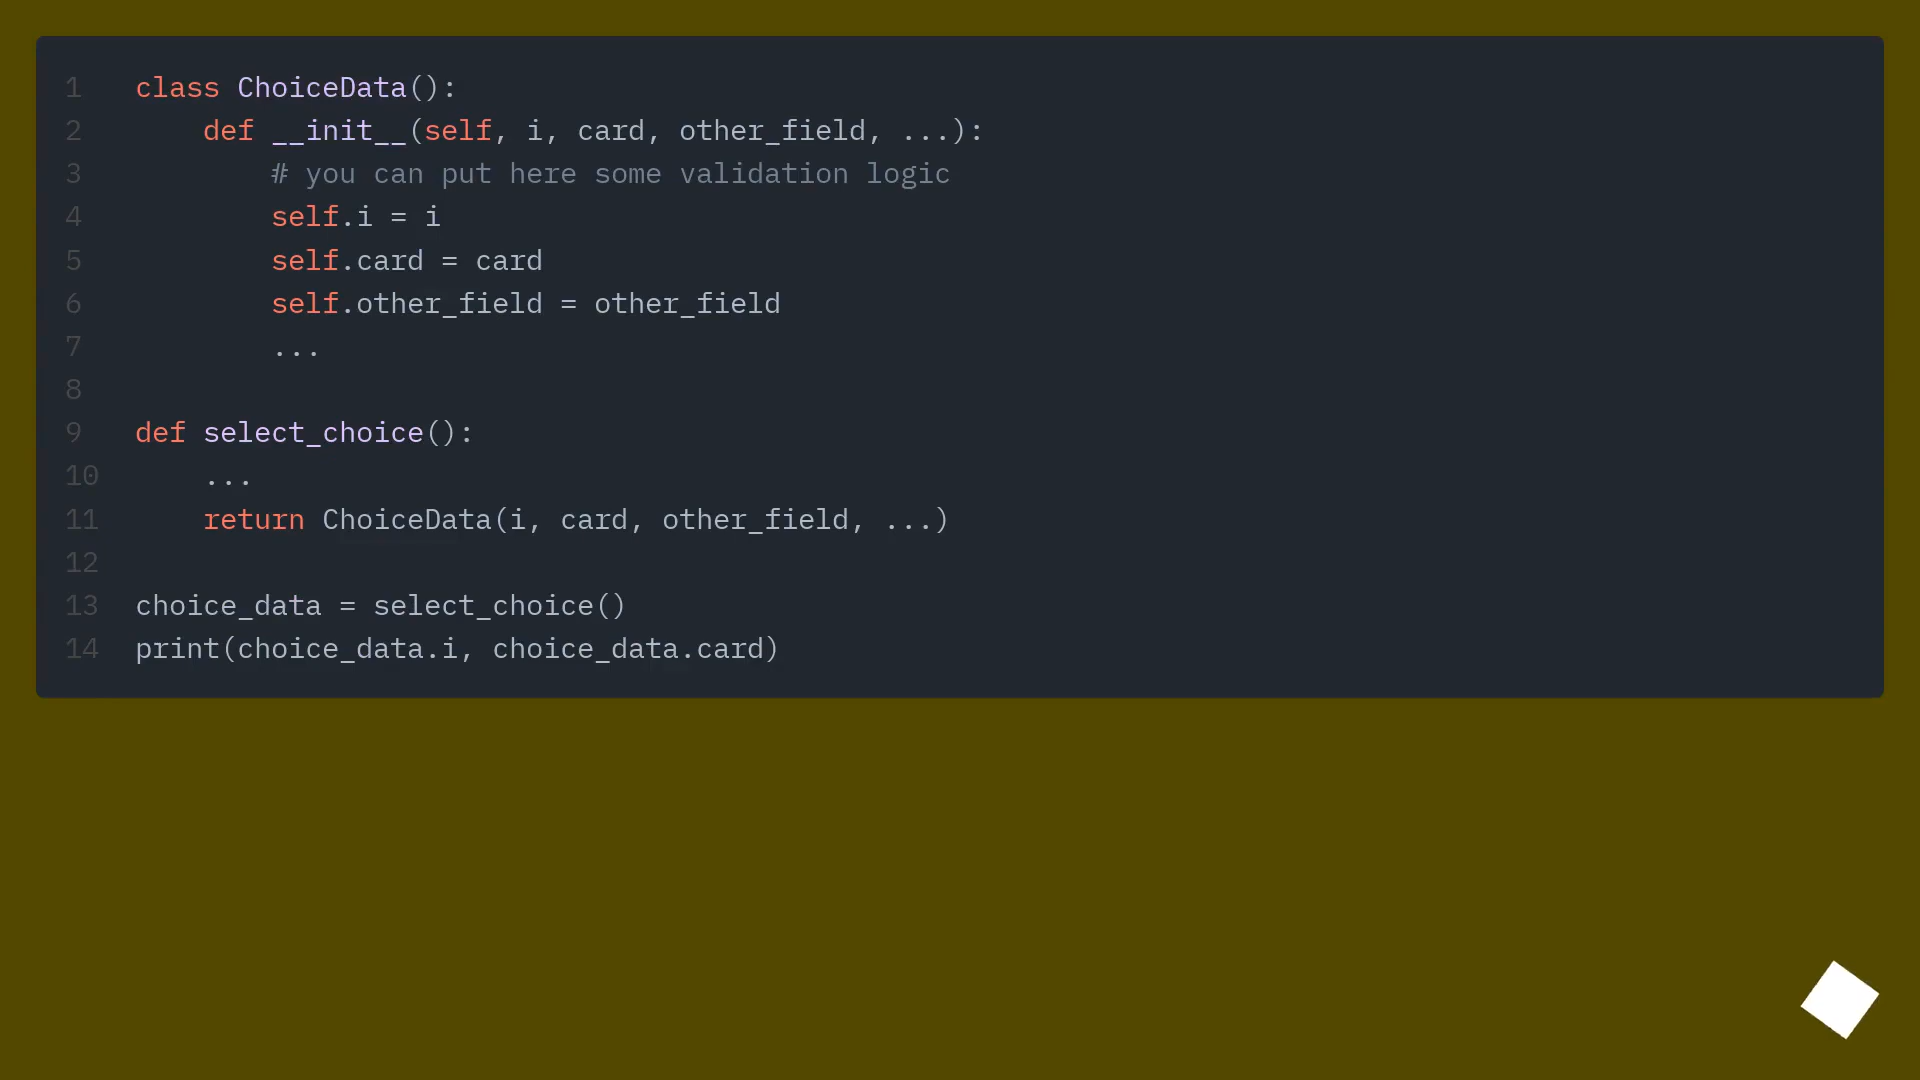 1 class ChoiceData():
2     def __init__(self, i, card, other_field, ...):
3         # you can put here some validation logic
4         self.i = i
5         self.card = card
6         self.other_field = other_field
7         ...
8
9 def select_choice():
10     ...
11     return ChoiceData(i, card, other_field, ...)
12
13 choice_data = select_choice()
14 print(choice_data.i, choice_data.card)